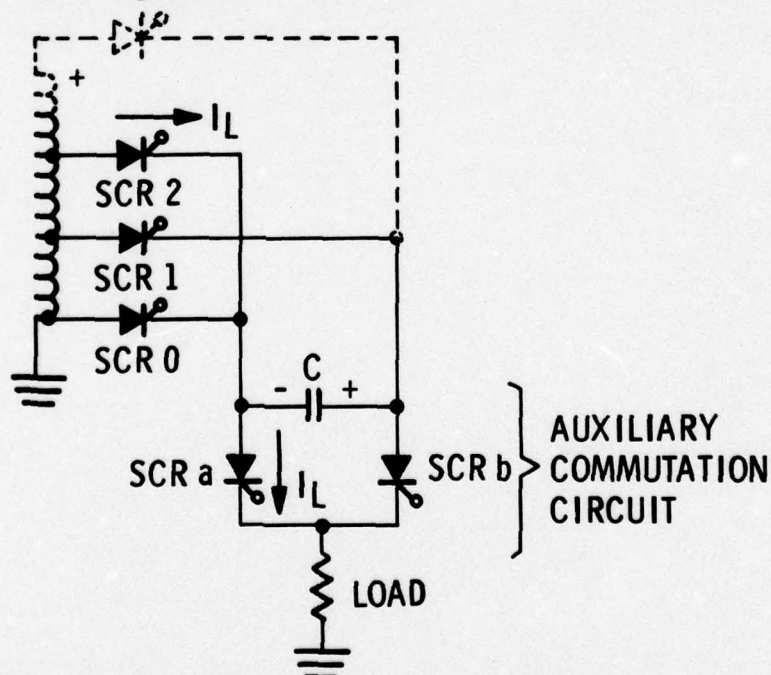 +
I L
SCR 2
SCR 1
SCR 0
C
- +
SCR a
I L
SCR b
AUXILIARY
COMMUTATION
CIRCUIT
LOAD